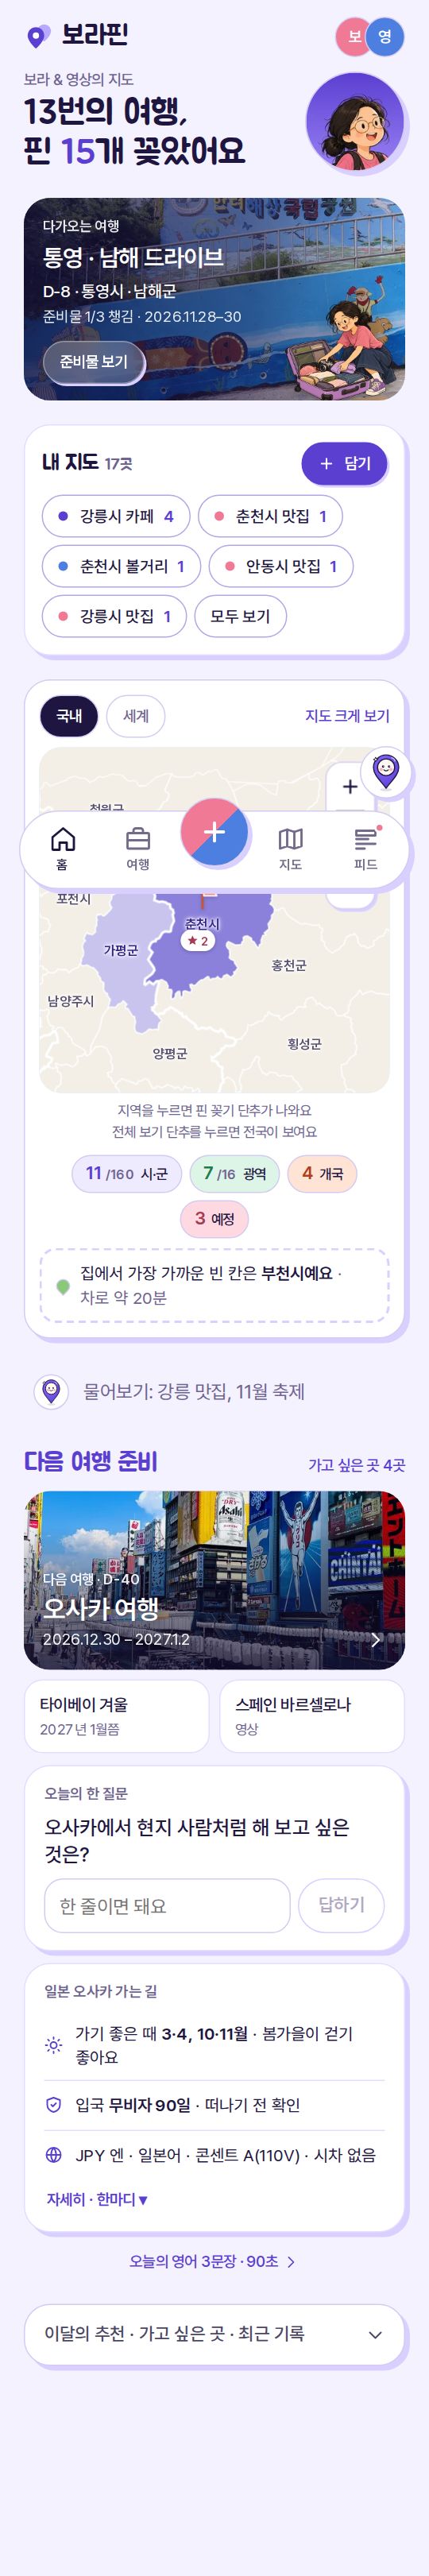 보라핀
보 영
보라 & 영상의 지도
13번의 여행,
핀 15개 꽂았어요
다가오는 여행
통영 · 남해 드라이브
D-8 · 통영시 · 남해군
준비물 1/3 챙김 · 2026.11.28–30
준비물 보기
내 지도 17곳
+ 담기
강릉시 카페 4
춘천시 맛집 1
춘천시 볼거리 1
안동시 맛집 1
강릉시 맛집 1
모두 보기
국내 세계
지도 크게 보기
+
철원군
홈 여행 + 지도 피드
포천시
춘천시
★ 2
가평군
홍천군
남양주시
횡성군
양평군
지역을 누르면 핀 꽂기 단추가 나와요
전체 보기 단추를 누르면 전국이 보여요
11 /160 시·군
7 /16 광역
4 개국
3 예정
집에서 가장 가까운 빈 칸은 부천시예요 ·
차로 약 20분
물어보기: 강릉 맛집, 11월 축제
다음 여행 준비
가고 싶은 곳 4곳
DRY
Asahi
다음 여행 · D-40
오사카 여행
2026.12.30 – 2027.1.2
타이베이 겨울
2027년 1월쯤
스페인 바르셀로나
영상
오늘의 한 질문
오사카에서 현지 사람처럼 해 보고 싶은
것은?
한 줄이면 돼요
답하기
일본 오사카 가는 길
가기 좋은 때 3·4, 10·11월 · 봄가을이 걷기
좋아요
입국 무비자 90일 · 떠나기 전 확인
JPY 엔 · 일본어 · 콘센트 A(110V) · 시차 없음
자세히 · 한마디 ▾
오늘의 영어 3문장 · 90초
이달의 추천 · 가고 싶은 곳 · 최근 기록